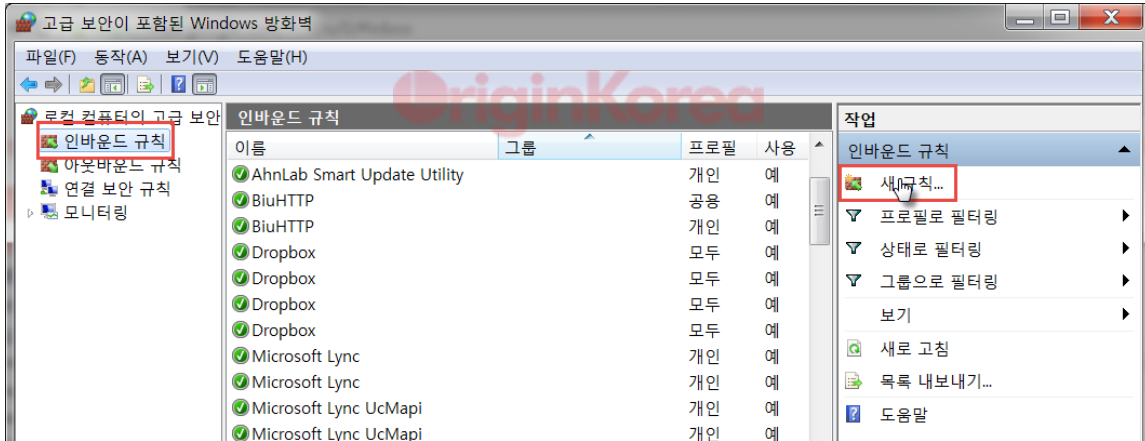 고급 보안이 포함된 Windows 방화벽
파일(F) 동작(A) 보기(V) 도움말(H)
OriginKorea
로컬 컴퓨터의 고급 보안
인바운드 규칙
아웃바운드 규칙
연결 보안 규칙
모니터링
인바운드 규칙
이름 그룹 프로필 사용
AhnLab Smart Update Utility 개인 예
BiuHTTP 공용 예
BiuHTTP 개인 예
Dropbox 모두 예
Dropbox 모두 예
Dropbox 모두 예
Dropbox 모두 예
Microsoft Lync 개인 예
Microsoft Lync 개인 예
Microsoft Lync UcMapi 개인 예
Microsoft Lync UcMapi 개인 예
작업
인바운드 규칙
새 규칙...
프로필로 필터링
상태로 필터링
그룹으로 필터링
보기
새로 고침
목록 내보내기...
도움말